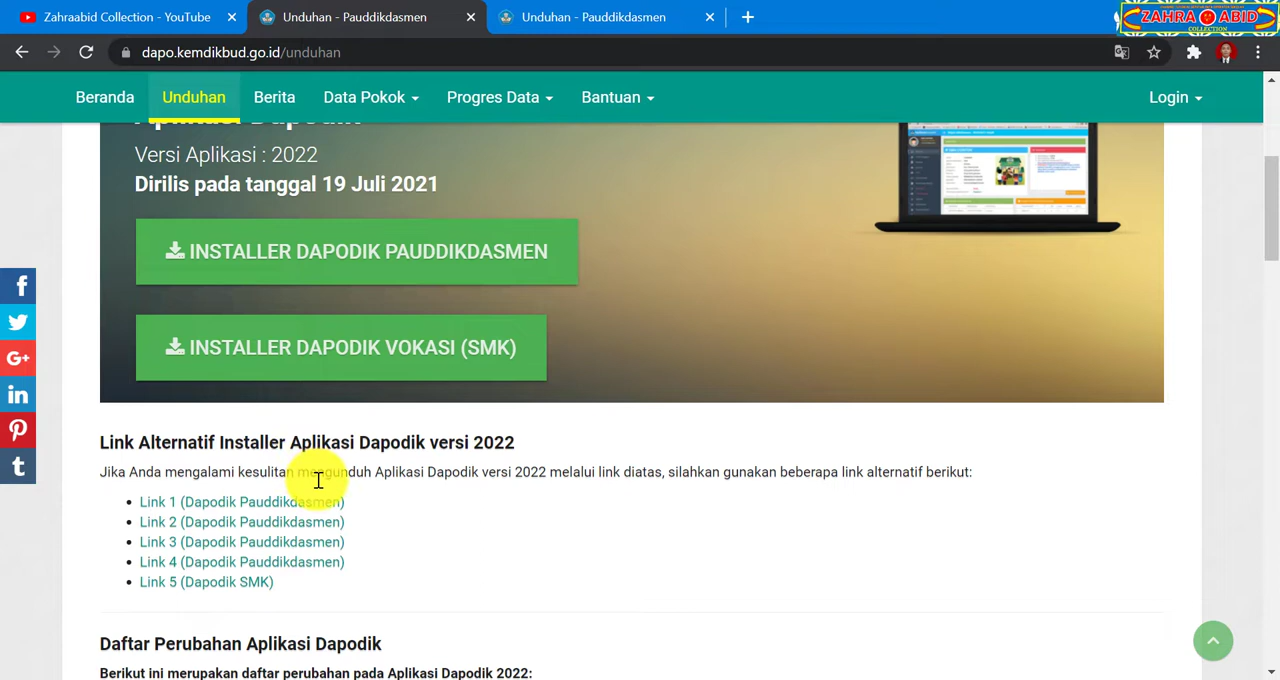 Zahraabid Collection - YouTube
Unduhan - Pauddikdasmen
Unduhan - Pauddikdasmen
ZAHRA ABID
COLLECTION
dapo.kemdikbud.go.id/unduhan
Beranda
Unduhan
Berita
Data Pokok
Progres Data
Bantuan
Login
Aplikasi Dapodik
Versi Aplikasi : 2022
Dirilis pada tanggal 19 Juli 2021
INSTALLER DAPODIK PAUDDIKDASMEN
INSTALLER DAPODIK VOKASI (SMK)
f
G+
in
t
Link Alternatif Installer Aplikasi Dapodik versi 2022
Jika Anda mengalami kesulitan mengunduh Aplikasi Dapodik versi 2022 melalui link diatas, silahkan gunakan beberapa link alternatif berikut:
Link 1 (Dapodik Pauddikdasmen)
Link 2 (Dapodik Pauddikdasmen)
Link 3 (Dapodik Pauddikdasmen)
Link 4 (Dapodik Pauddikdasmen)
Link 5 (Dapodik SMK)
Daftar Perubahan Aplikasi Dapodik
Berikut ini merupakan daftar perubahan pada Aplikasi Dapodik 2022: